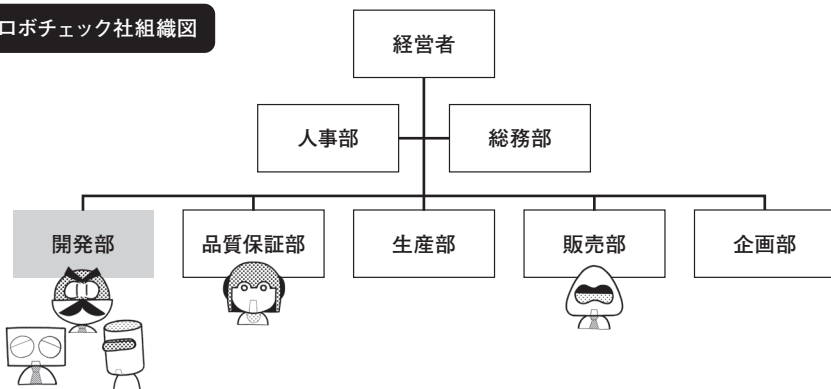 ロボチェック社組織図
経営者
人事部
総務部
開発部
品質保証部
生産部
販売部
企画部